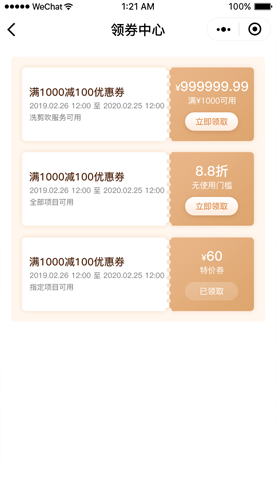 WeChat
1:21 AM
100%
领券中心
满1000减100优惠券
2019.02.26 12:00 至 2020.02.25 12:00
洗剪吹服务可用
¥999999.99
满¥1000可用
立即领取
满1000减100优惠券
2019.02.26 12:00 至 2020.02.25 12:00
全部项目可用
8.8折
无使用门槛
立即领取
满1000减100优惠券
2019.02.26 12:00 至 2020.02.25 12:00
指定项目可用
¥60
特价券
已领取